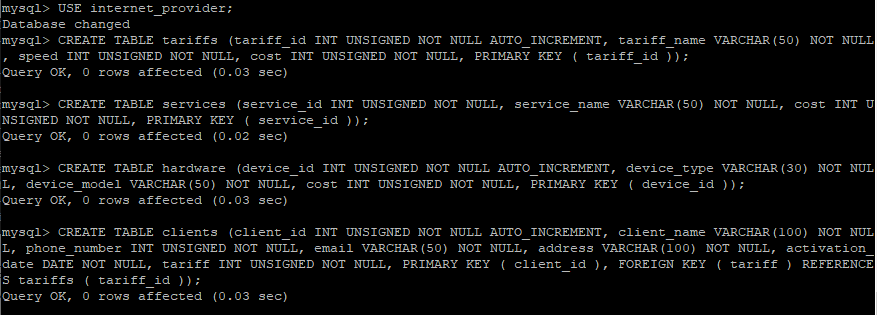 mysql> USE internet_provider;
Database changed
mysql> CREATE TABLE tariffs (tariff_id INT UNSIGNED NOT NULL AUTO_INCREMENT, tariff_name VARCHAR(50) NOT NULL
, speed INT UNSIGNED NOT NULL, cost INT UNSIGNED NOT NULL, PRIMARY KEY ( tariff_id ));
Query OK, 0 rows affected (0.03 sec)
mysql> CREATE TABLE services (service_id INT UNSIGNED NOT NULL, service_name VARCHAR(50) NOT NULL, cost INT U
NSIGNED NOT NULL, PRIMARY KEY ( service_id ));
Query OK, 0 rows affected (0.02 sec)
mysql> CREATE TABLE hardware (device_id INT UNSIGNED NOT NULL AUTO_INCREMENT, device_type VARCHAR(30) NOT NUL
L, device_model VARCHAR(50) NOT NULL, cost INT UNSIGNED NOT NULL, PRIMARY KEY ( device_id ));
Query OK, 0 rows affected (0.03 sec)
mysql> CREATE TABLE clients (client_id INT UNSIGNED NOT NULL AUTO_INCREMENT, client_name VARCHAR(100) NOT NUL
L, phone_number INT UNSIGNED NOT NULL, email VARCHAR(50) NOT NULL, address VARCHAR(100) NOT NULL, activation_
date DATE NOT NULL, tariff INT UNSIGNED NOT NULL, PRIMARY KEY ( client_id ), FOREIGN KEY ( tariff ) REFERENCE
S tariffs ( tariff_id ));
Query OK, 0 rows affected (0.03 sec)